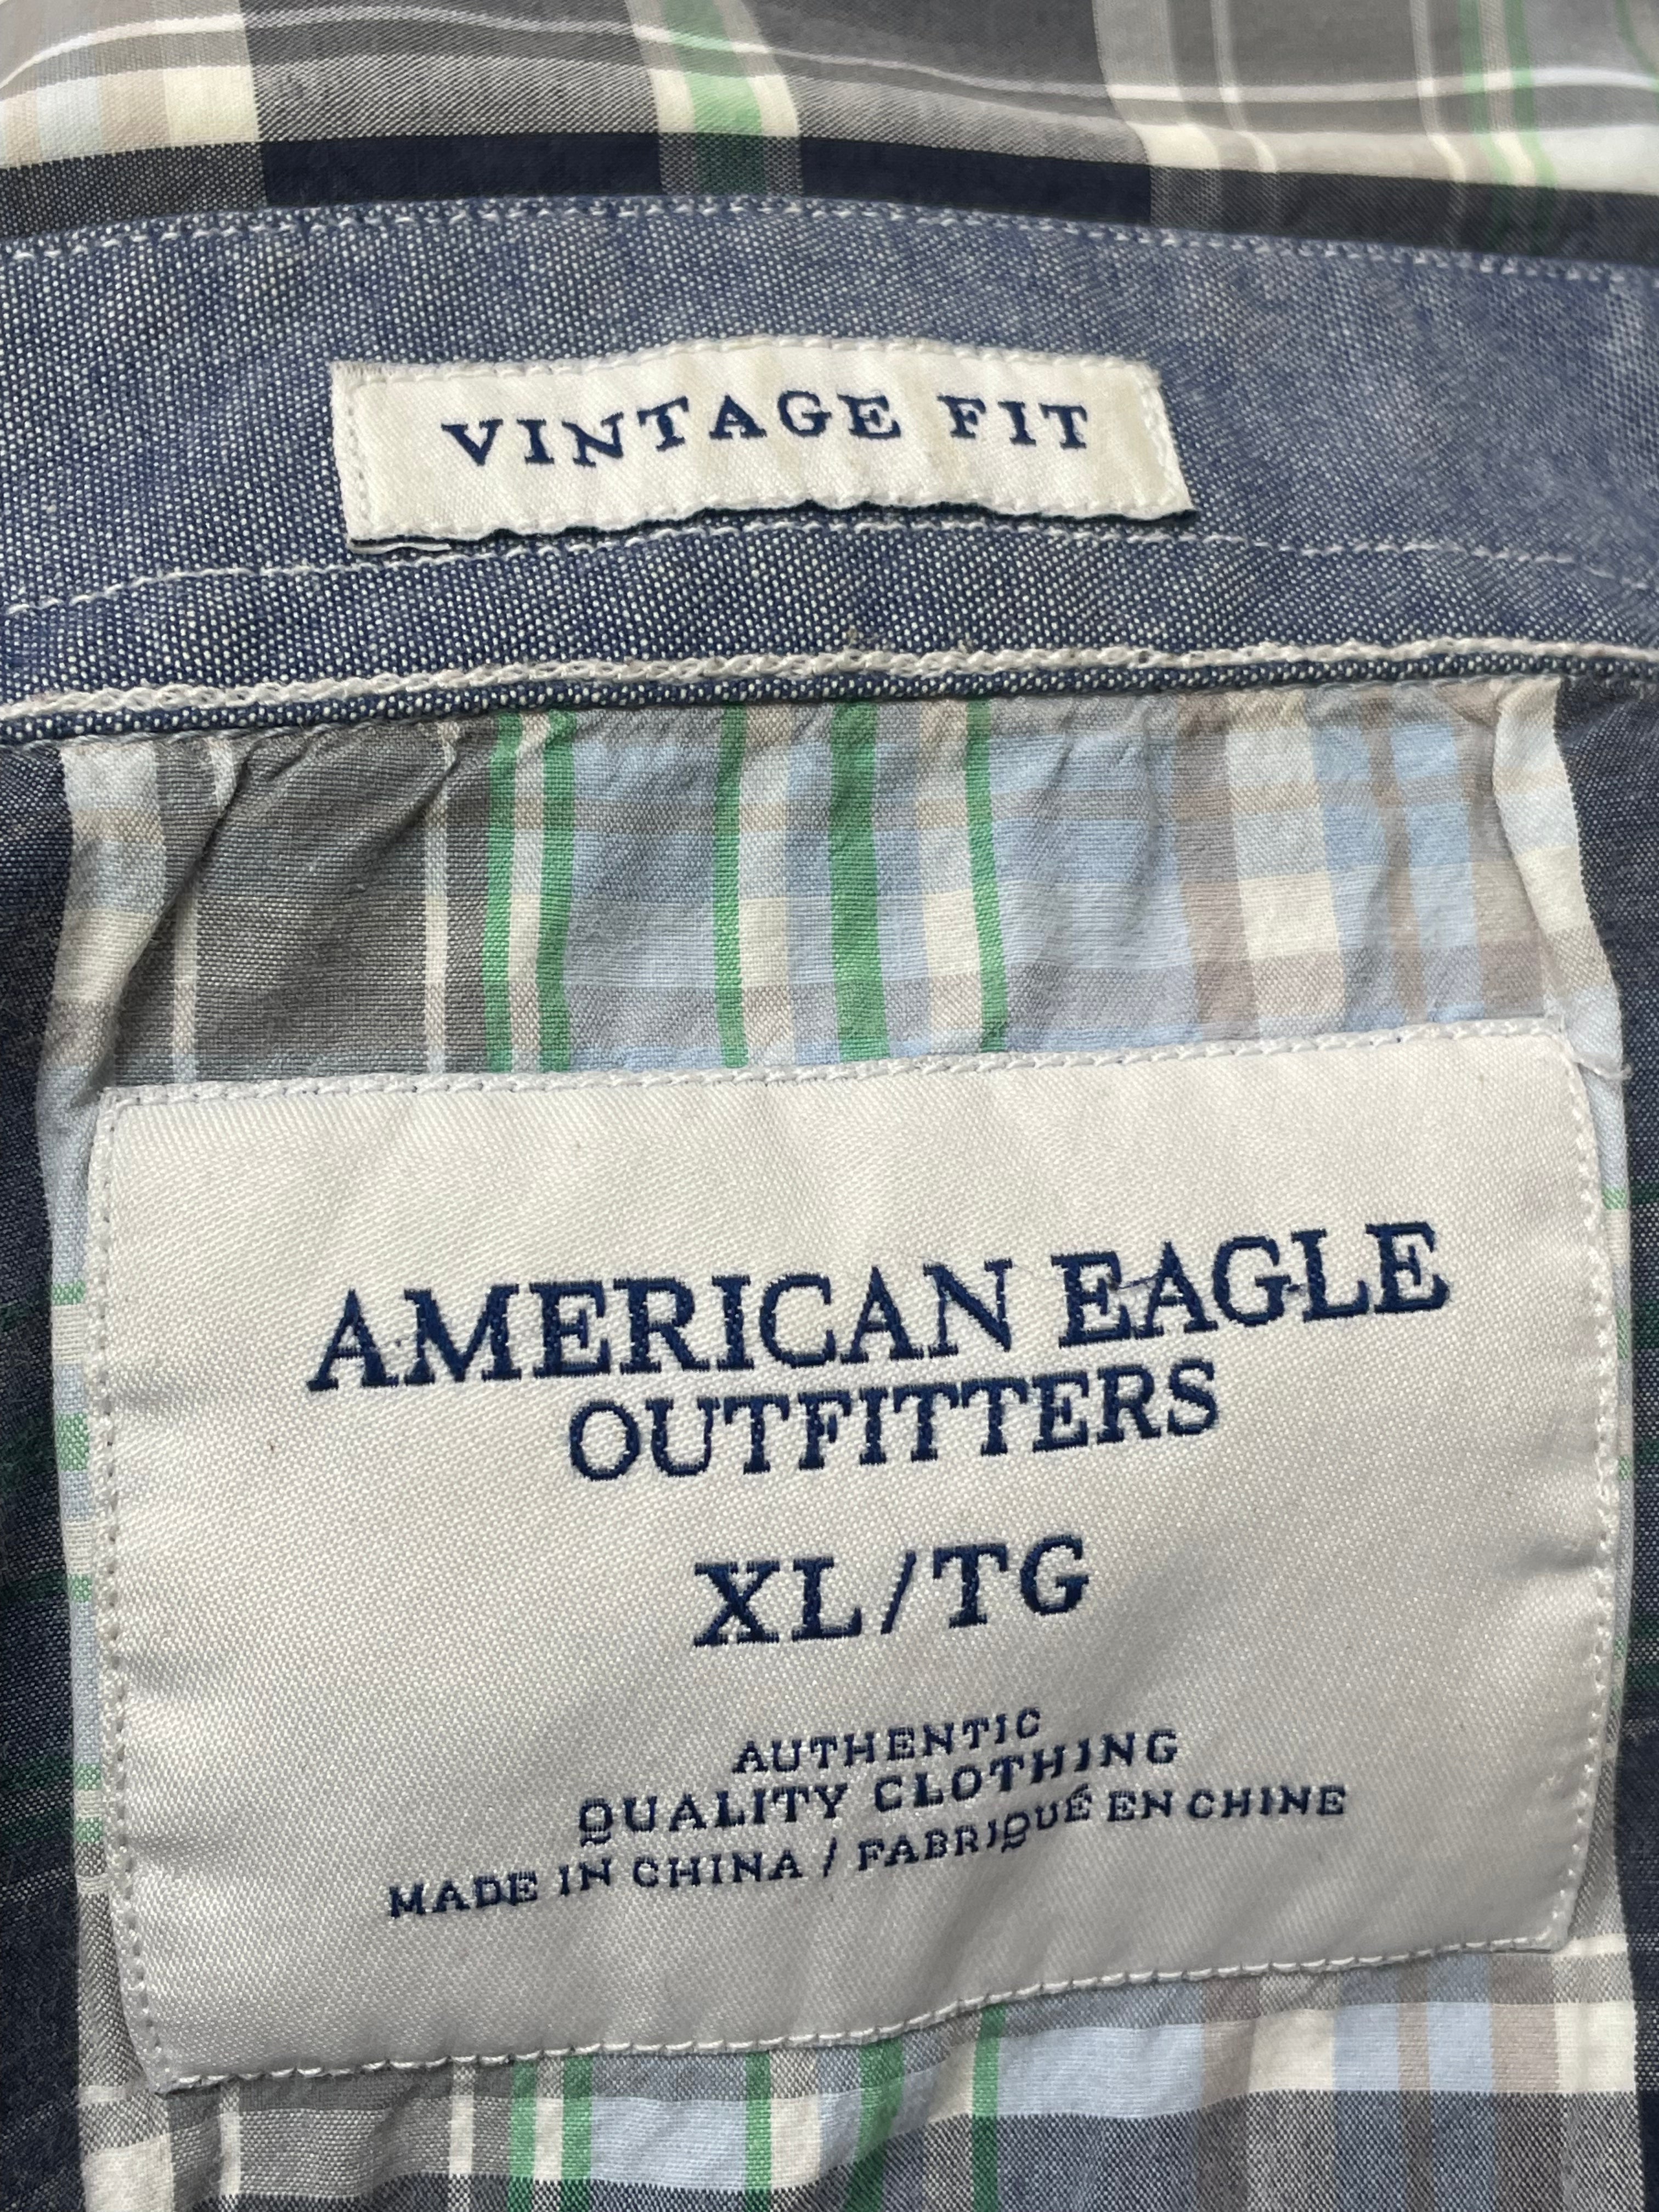 VINTAGE FIT
AMERICAN EAGLE
OUTFITTERS
XL/TG
AUTHENTIC
QUALITY CLOTHING
MADE IN CHINA / FABRIQUÉ EN CHINE